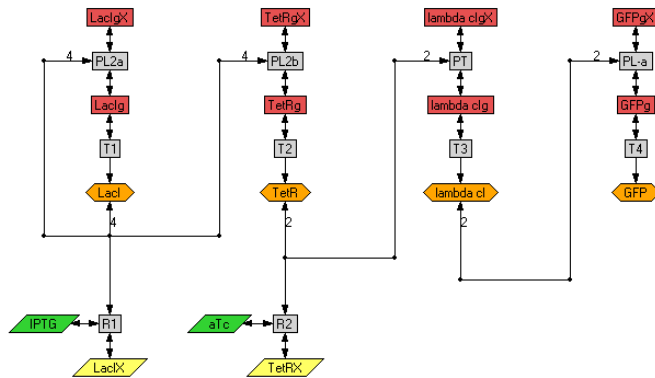 LacIgX TetRgX lambda cIgX GFPgX
4 4 2 2
PL2a PL2b PT PL-a
LacIg TetRg lambda cIg GFPg
T1 T2 T3 T4
LacI TetR lambda cI GFP
4 2 2
IPTG R1 aTc R2
LacIX TetRX